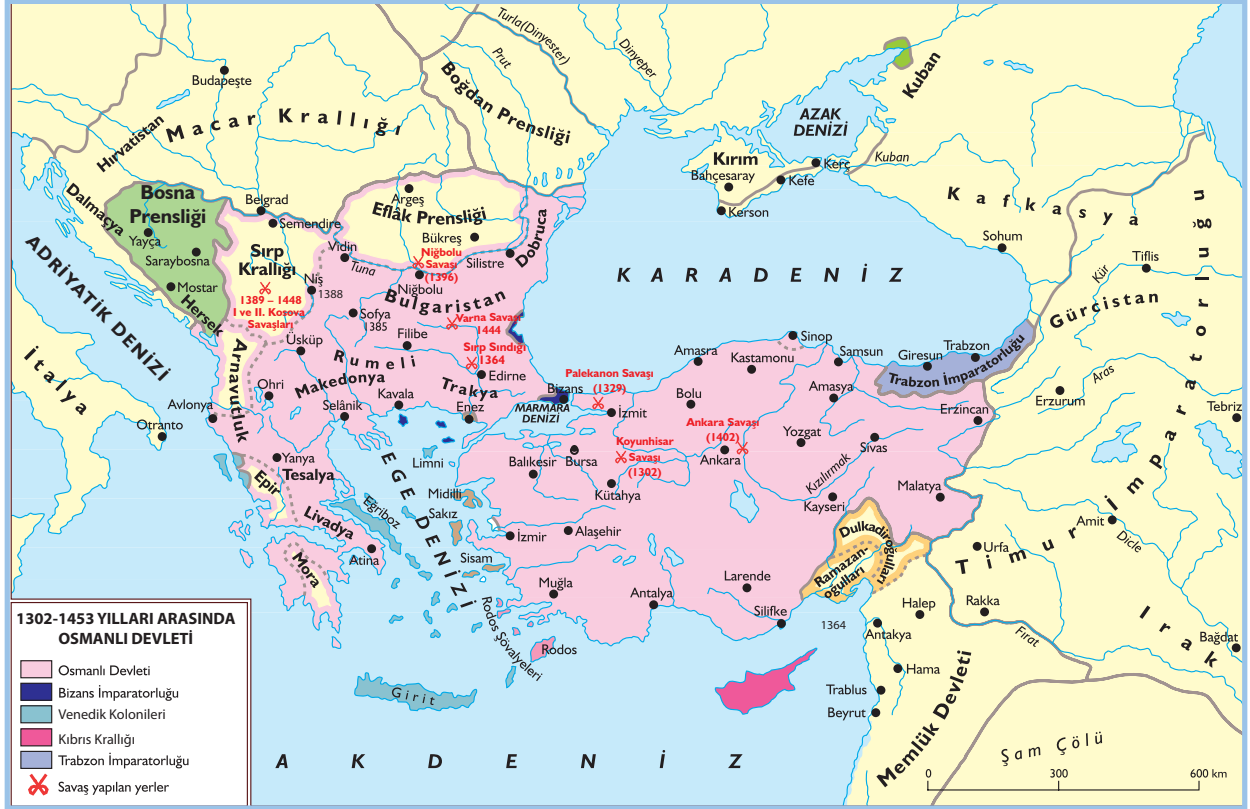 Turla(Dinyester)
Prut
Dinyeper
Budapeşte
Boğdan Prensliği
Kuban
AZAK
DENİZİ
Macar Krallığı
Hırvatistan
Kırım
Bahçesaray
Kerç
Kuban
Kefe
Kerson
Kafkasya
Dalmaçya
Bosna
Prensliği
Yayça
Saraybosna
Mostar
Hersek
Belgrad
Semendire
Argeş
Eflâk Prensliği
Bükreş
Dobruca
Sohum
Tiflis
Kür
Gürcistan
Timur İmparatorluğu
ADRİYATİK DENİZİ
Sırp
Krallığı
1389 – 1448
I ve II. Kosova
Savaşları
Vidin
Tuna
Niğbolu
Savaşı
(1396)
Silistre
Niş
1388
Niğbolu
Bulgaristan
KARADENİZ
Sofya
1385
Varna Savaşı
1444
Filibe
Üsküp
Rumeli
Sırp Sındığı
1364
Edirne
Sinop
Amasra
Kastamonu
Samsun
Giresun
Trabzon
Trabzon İmparatorluğu
İtalya
Arnavutluk
Ohri
Makedonya
Trakya
Kavala
Enez
Bizans
MARMARA
DENİZİ
Palekanon Savaşı
(1329)
İzmit
Bolu
Amasya
Erzincan
Erzurum
Aras
Tebriz
Avlonya
Otranto
Selânik
Ankara Savaşı
(1402)
Ankara
Yozgat
Sivas
Koyunhisar
Savaşı
(1302)
Yanya
Tesalya
Epir
EGE DENİZİ
Limni
Balıkesir
Bursa
Kütahya
Kızılırmak
Kayseri
Malatya
Midilli
Sakız
Eğriboz
Livadya
Atina
Mora
İzmir
Alaşehir
Dulkadiroğulları
Ramazan-
oğulları
Amit
Dicle
Urfa
Sisam
Muğla
Antalya
Larende
Silifke
1364
Halep
Antakya
Rakka
Fırat
Irak
Bağdat
Rodos Şövalyeleri
Rodos
Girit
Hama
Trablus
Beyrut
Memlûk Devleti
Şam Çölü
AKDENİZ
0 300 600 km
1302-1453 YILLARI ARASINDA
OSMANLI DEVLETİ
Osmanlı Devleti
Bizans İmparatorluğu
Venedik Kolonileri
Kıbrıs Krallığı
Trabzon İmparatorluğu
Savaş yapılan yerler